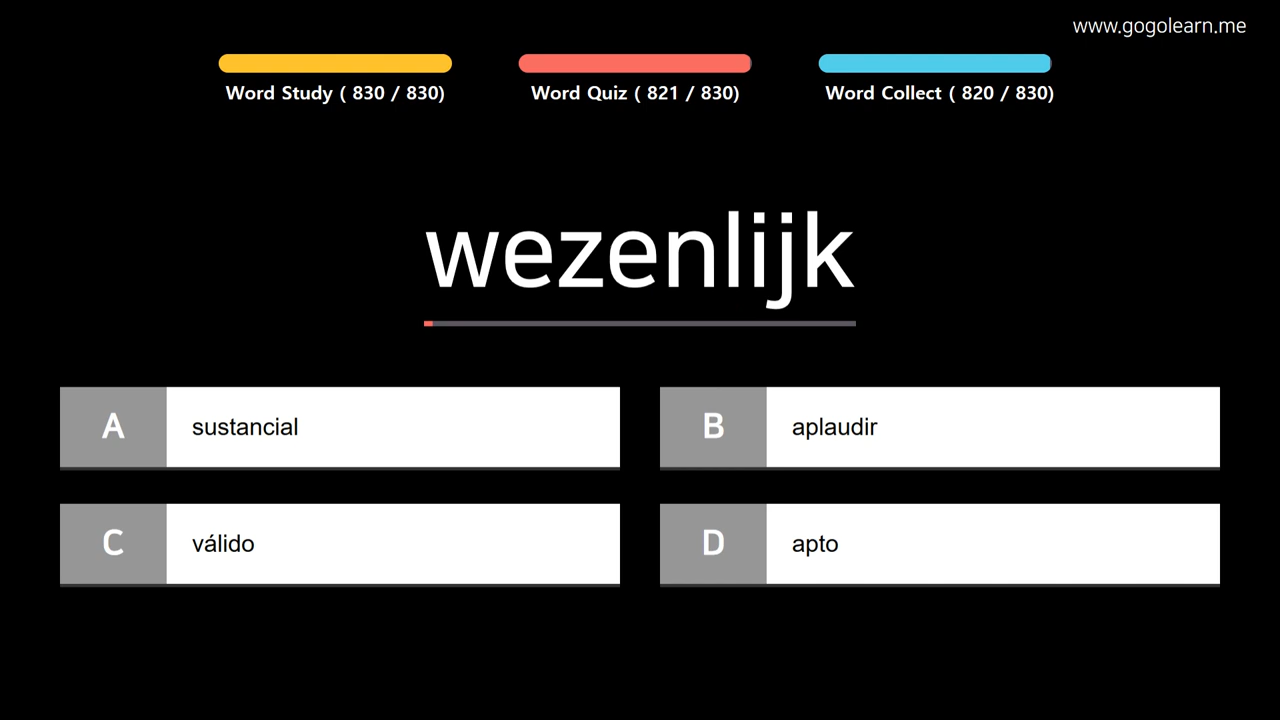 www.gogolearn.me
Word Study ( 830 / 830)
Word Quiz ( 821 / 830)
Word Collect ( 820 / 830)
wezenlijk
A sustancial
B aplaudir
C válido
D apto